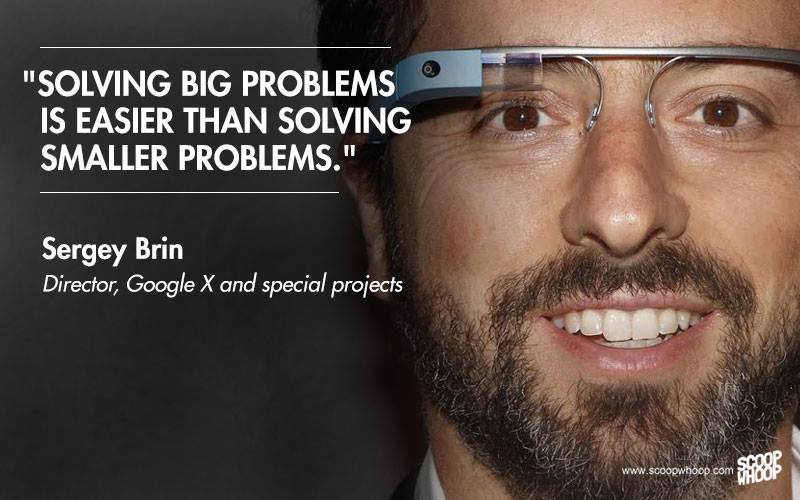 "SOLVING BIG PROBLEMS
IS EASIER THAN SOLVING
SMALLER PROBLEMS."
Sergey Brin
Director, Google X and special projects
www.scoopwhoop.com
SCOOP
WHOOP